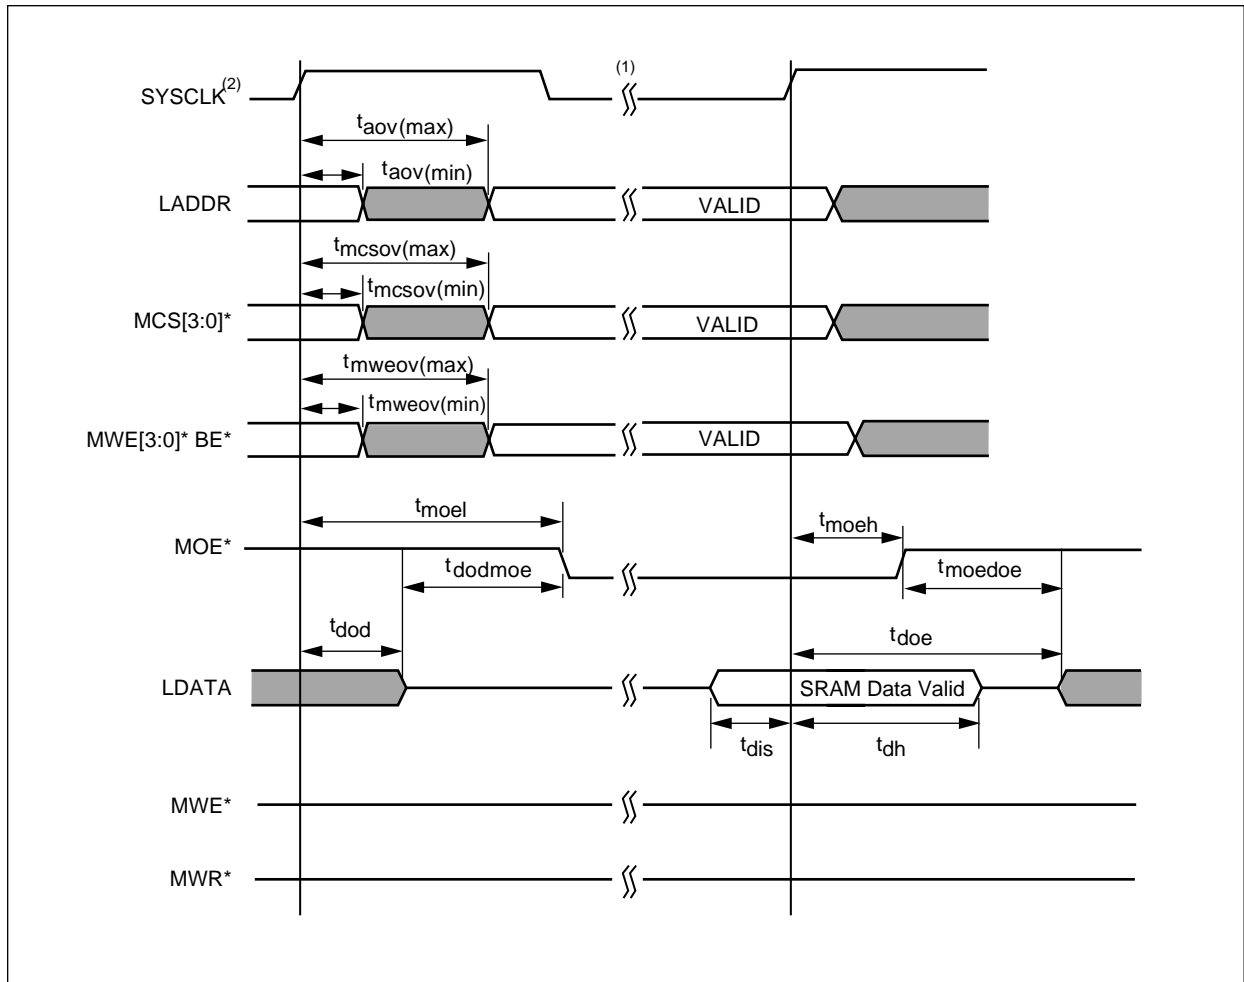 (1)
SYSCLK(2)
taov(max)
taov(min)
LADDR
VALID
tmcsov(max)
tmcsov(min)
MCS[3:0]*
VALID
tmweov(max)
tmweov(min)
MWE[3:0]* BE*
VALID
tmoel
tmoeh
MOE*
tdodmoe
tmoedoe
tdod
tdoe
LDATA
SRAM Data Valid
tdis
tdh
MWE*
MWR*